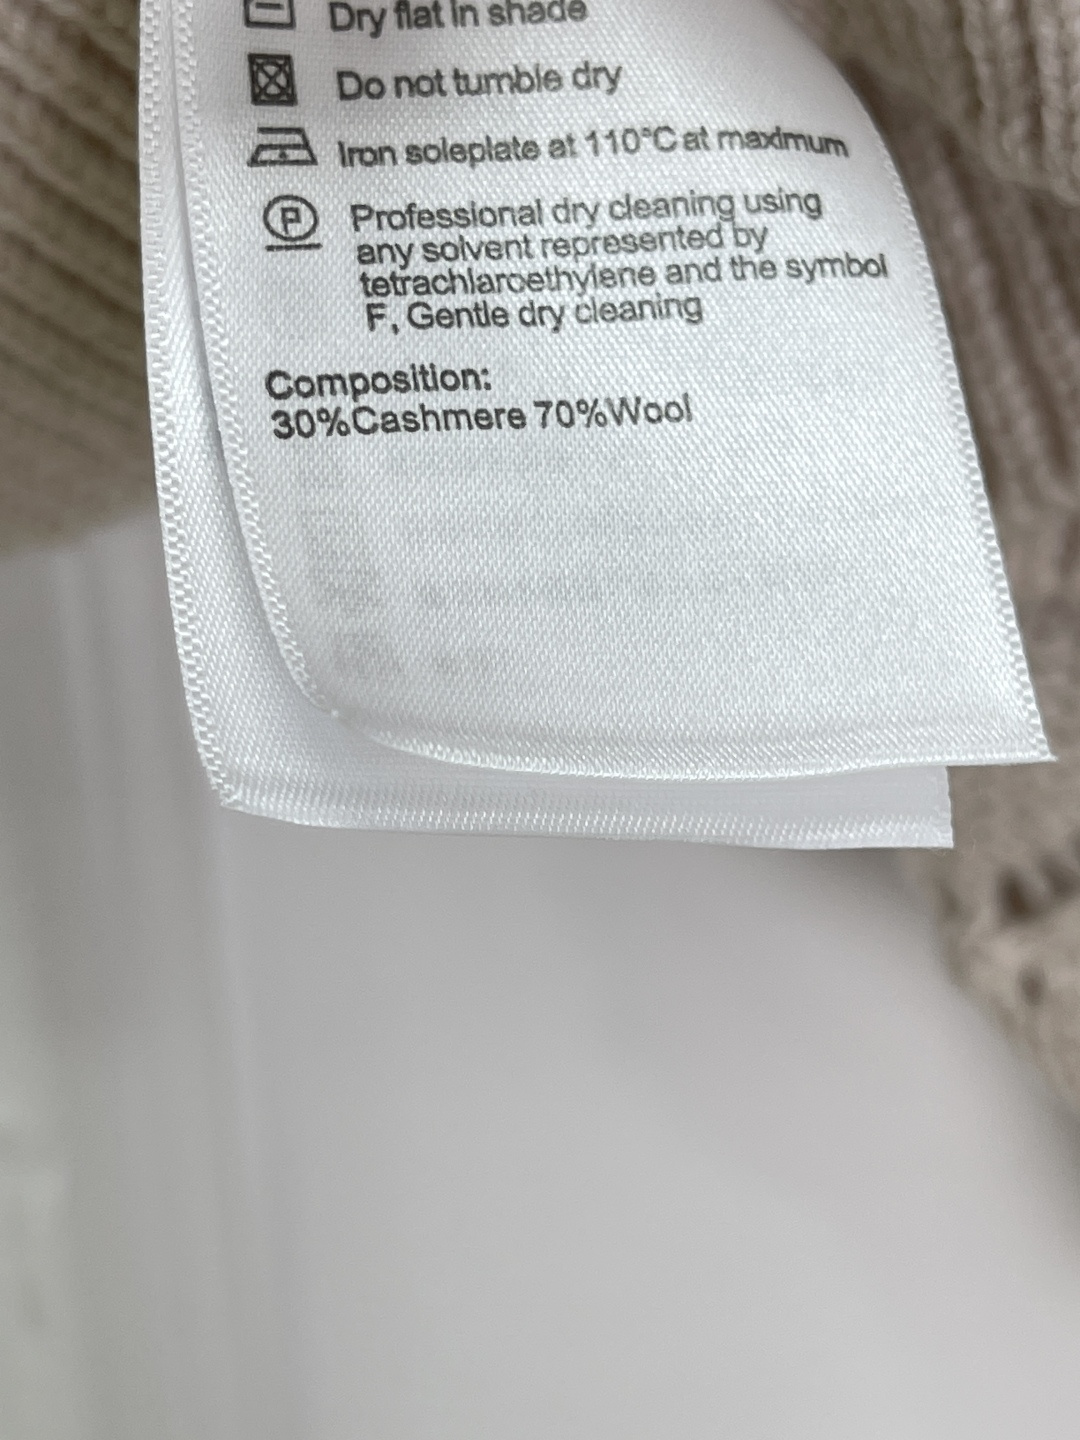 Dry flat in shade
Do not tumble dry
Iron soleplate at 110°C at maximum
P
Professional dry cleaning using
any solvent represented by
tetrachlaroethylene and the symbol
F, Gentle dry cleaning
Composition:
30%Cashmere 70%Wool